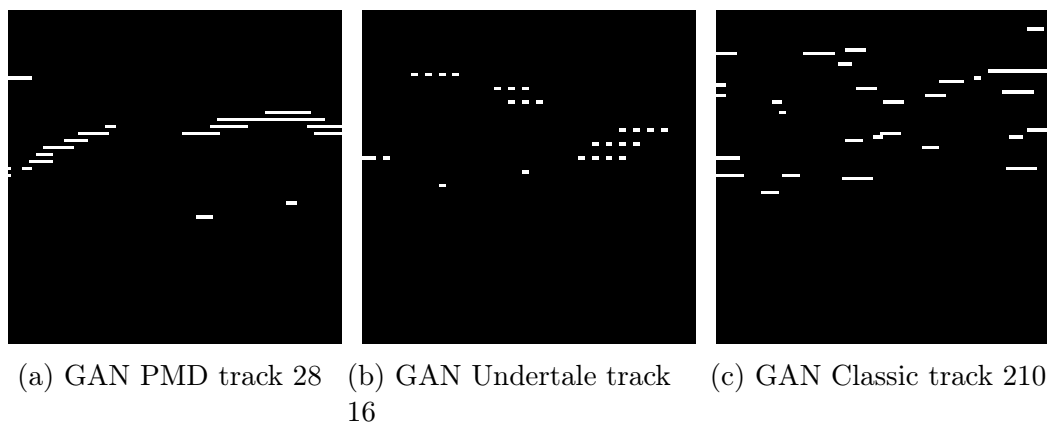 (a) GAN PMD track 28
(b) GAN Undertale track
16
(c) GAN Classic track 210